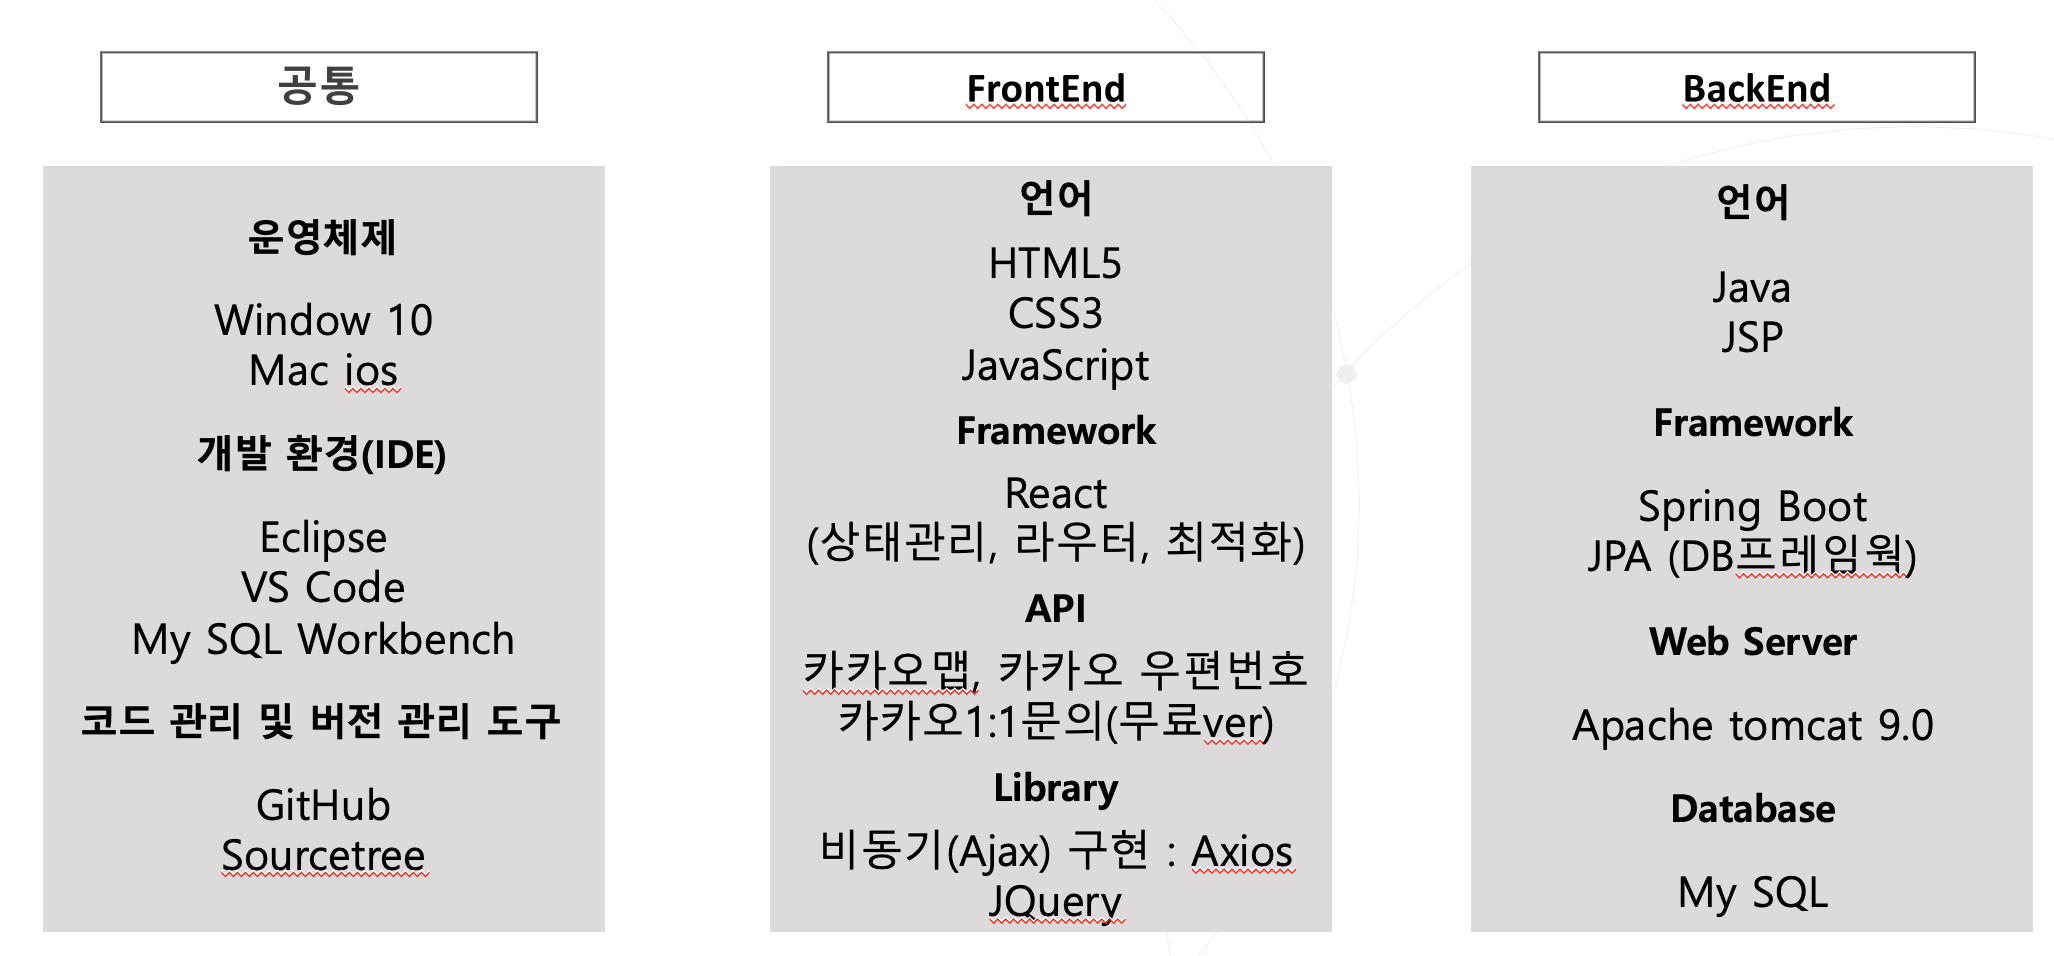 공통
운영체제
Window 10
Mac ios
개발 환경(IDE)
Eclipse
VS Code
My SQL Workbench
코드 관리 및 버전 관리 도구
GitHub
Sourcetree
FrontEnd
언어
HTML5
CSS3
JavaScript
Framework
React
(상태관리, 라우터, 최적화)
API
카카오맵, 카카오 우편번호
카카오1:1문의(무료ver)
Library
비동기(Ajax) 구현 : Axios
JQuery
BackEnd
언어
Java
JSP
Framework
Spring Boot
JPA (DB프레임웍)
Web Server
Apache tomcat 9.0
Database
My SQL